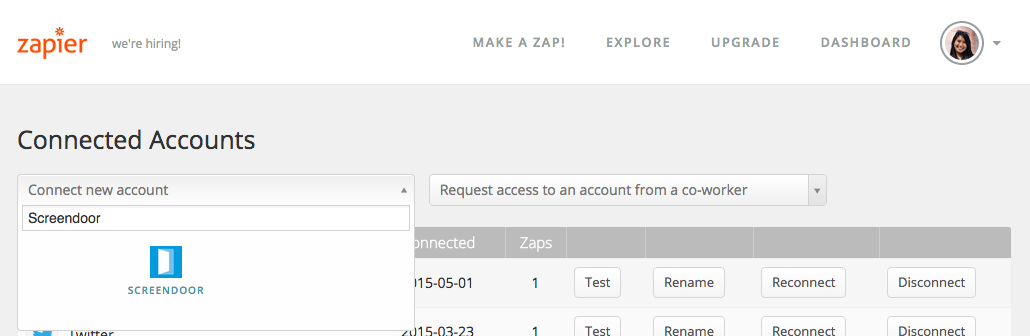 zapier we're hiring! MAKE A ZAP! EXPLORE UPGRADE DASHBOARD
Connected Accounts
Connect new account Request access to an account from a co-worker
Screendoor
onnected Zaps
SCREENDOOR
015-05-01 1 Test Rename Reconnect Disconnect
Twitter 2015-03-23 1 Test Rename Reconnect Disconnect